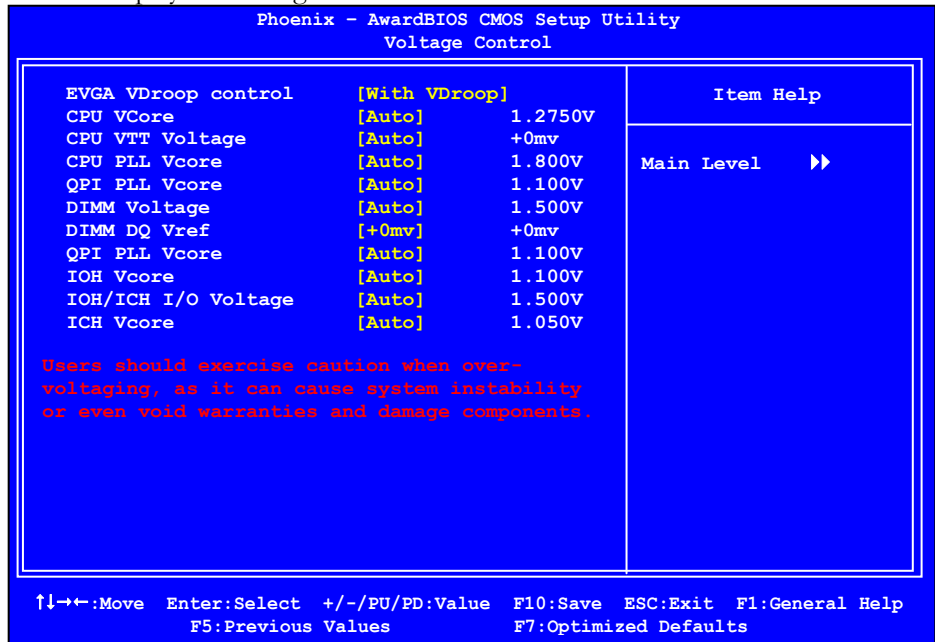 Phoenix – AwardBIOS CMOS Setup Utility
Voltage Control
EVGA VDroop control [With VDroop]
CPU VCore [Auto] 1.2750V
CPU VTT Voltage [Auto] +0mv
CPU PLL Vcore [Auto] 1.800V
QPI PLL Vcore [Auto] 1.100V
DIMM Voltage [Auto] 1.500V
DIMM DQ Vref [+0mv] +0mv
QPI PLL Vcore [Auto] 1.100V
IOH Vcore [Auto] 1.100V
IOH/ICH I/O Voltage [Auto] 1.500V
ICH Vcore [Auto] 1.050V
Users should exercise caution when over-
voltaging, as it can cause system instability
or even void warranties and damage components.
Item Help
Main Level ►►
↑↓→←:Move Enter:Select +/-/PU/PD:Value F10:Save ESC:Exit F1:General Help
F5:Previous Values F7:Optimized Defaults